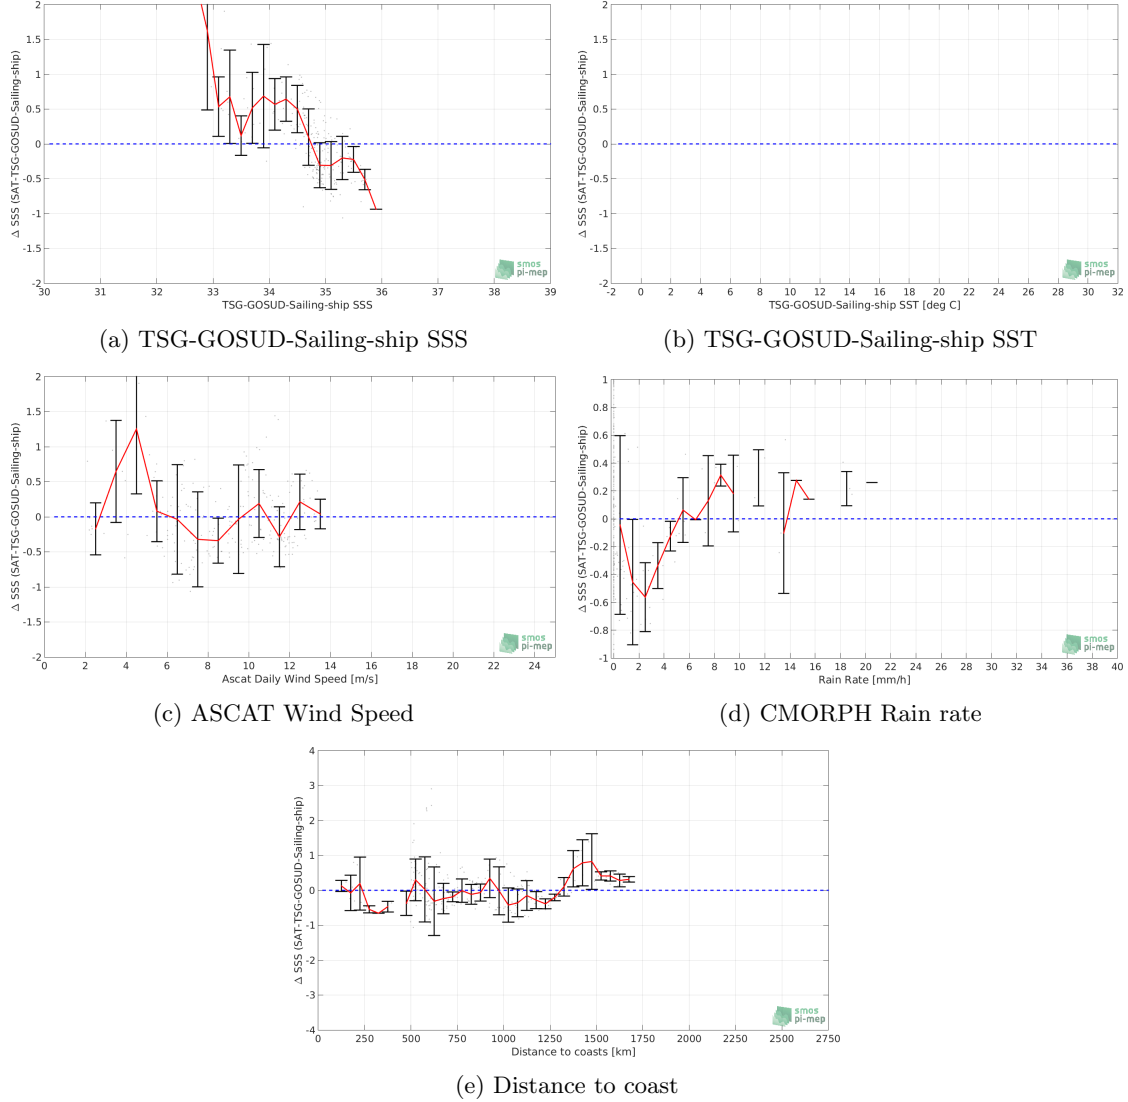 2
1.5
1
0.5
0
-0.5
-1
-1.5
-2
30 31 32 33 34 35 36 37 38 39
Δ SSS (SAT-TSG-GOSUD-Sailing-ship)
TSG-GOSUD-Sailing-ship SSS
smos
pi-mep
(a) TSG-GOSUD-Sailing-ship SSS
2
1.5
1
0.5
0
-0.5
-1
-1.5
-2
-2 0 2 4 6 8 10 12 14 16 18 20 22 24 26 28 30 32
Δ SSS (SAT-TSG-GOSUD-Sailing-ship)
TSG-GOSUD-Sailing-ship SST [deg C]
smos
pi-mep
(b) TSG-GOSUD-Sailing-ship SST
2
1.5
1
0.5
0
-0.5
-1
-1.5
-2
0 2 4 6 8 10 12 14 16 18 20 22 24
Δ SSS (SAT-TSG-GOSUD-Sailing-ship)
Ascat Daily Wind Speed [m/s]
smos
pi-mep
(c) ASCAT Wind Speed
1
0.8
0.6
0.4
0.2
0
-0.2
-0.4
-0.6
-0.8
-1
0 2 4 6 8 10 12 14 16 18 20 22 24 26 28 30 32 34 36 38 40
Δ SSS (SAT-TSG-GOSUD-Sailing-ship)
Rain Rate [mm/h]
smos
pi-mep
(d) CMORPH Rain rate
4
3
2
1
0
-1
-2
-3
-4
0 250 500 750 1000 1250 1500 1750 2000 2250 2500 2750
Δ SSS (SAT-TSG-GOSUD-Sailing-ship)
Distance to coasts [km]
smos
pi-mep
(e) Distance to coast